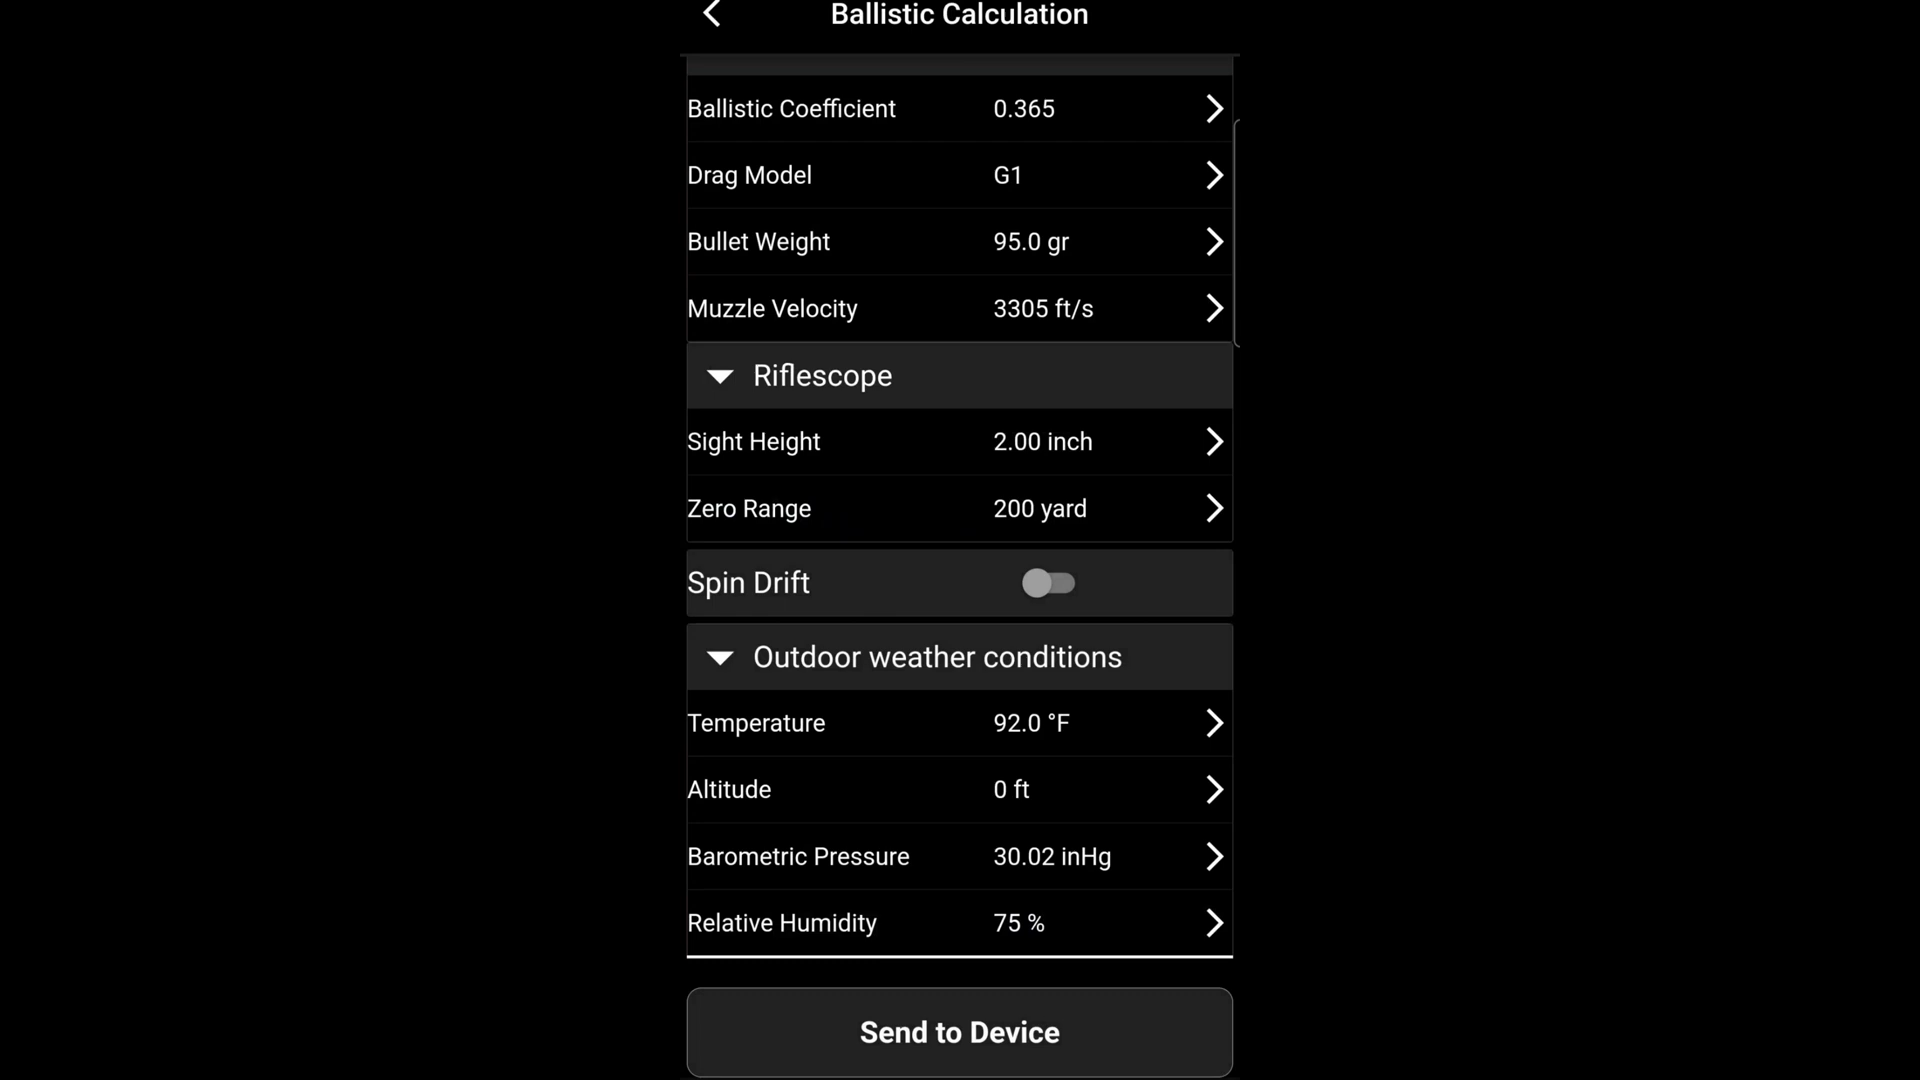 Ballistic Calculation
Ballistic Coefficient 0.365
Drag Model G1
Bullet Weight 95.0 gr
Muzzle Velocity 3305 ft/s
Riflescope
Sight Height 2.00 inch
Zero Range 200 yard
Spin Drift
Outdoor weather conditions
Temperature 92.0 °F
Altitude 0 ft
Barometric Pressure 30.02 inHg
Relative Humidity 75 %
Send to Device